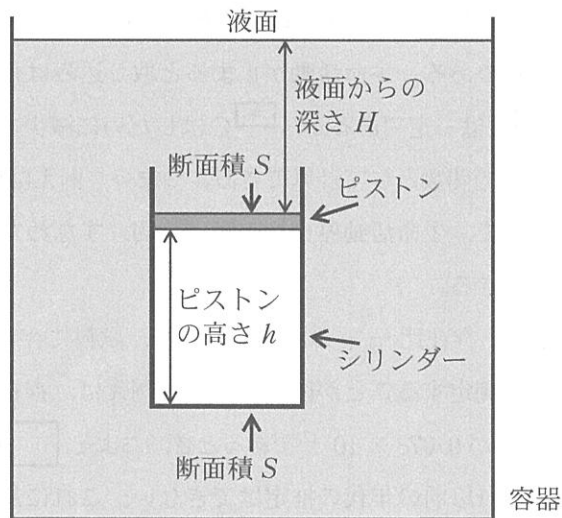 液面
液面からの
深さ H
断面積 S
ピストン
ピストン
の高さ h
シリンダー
断面積 S
容器